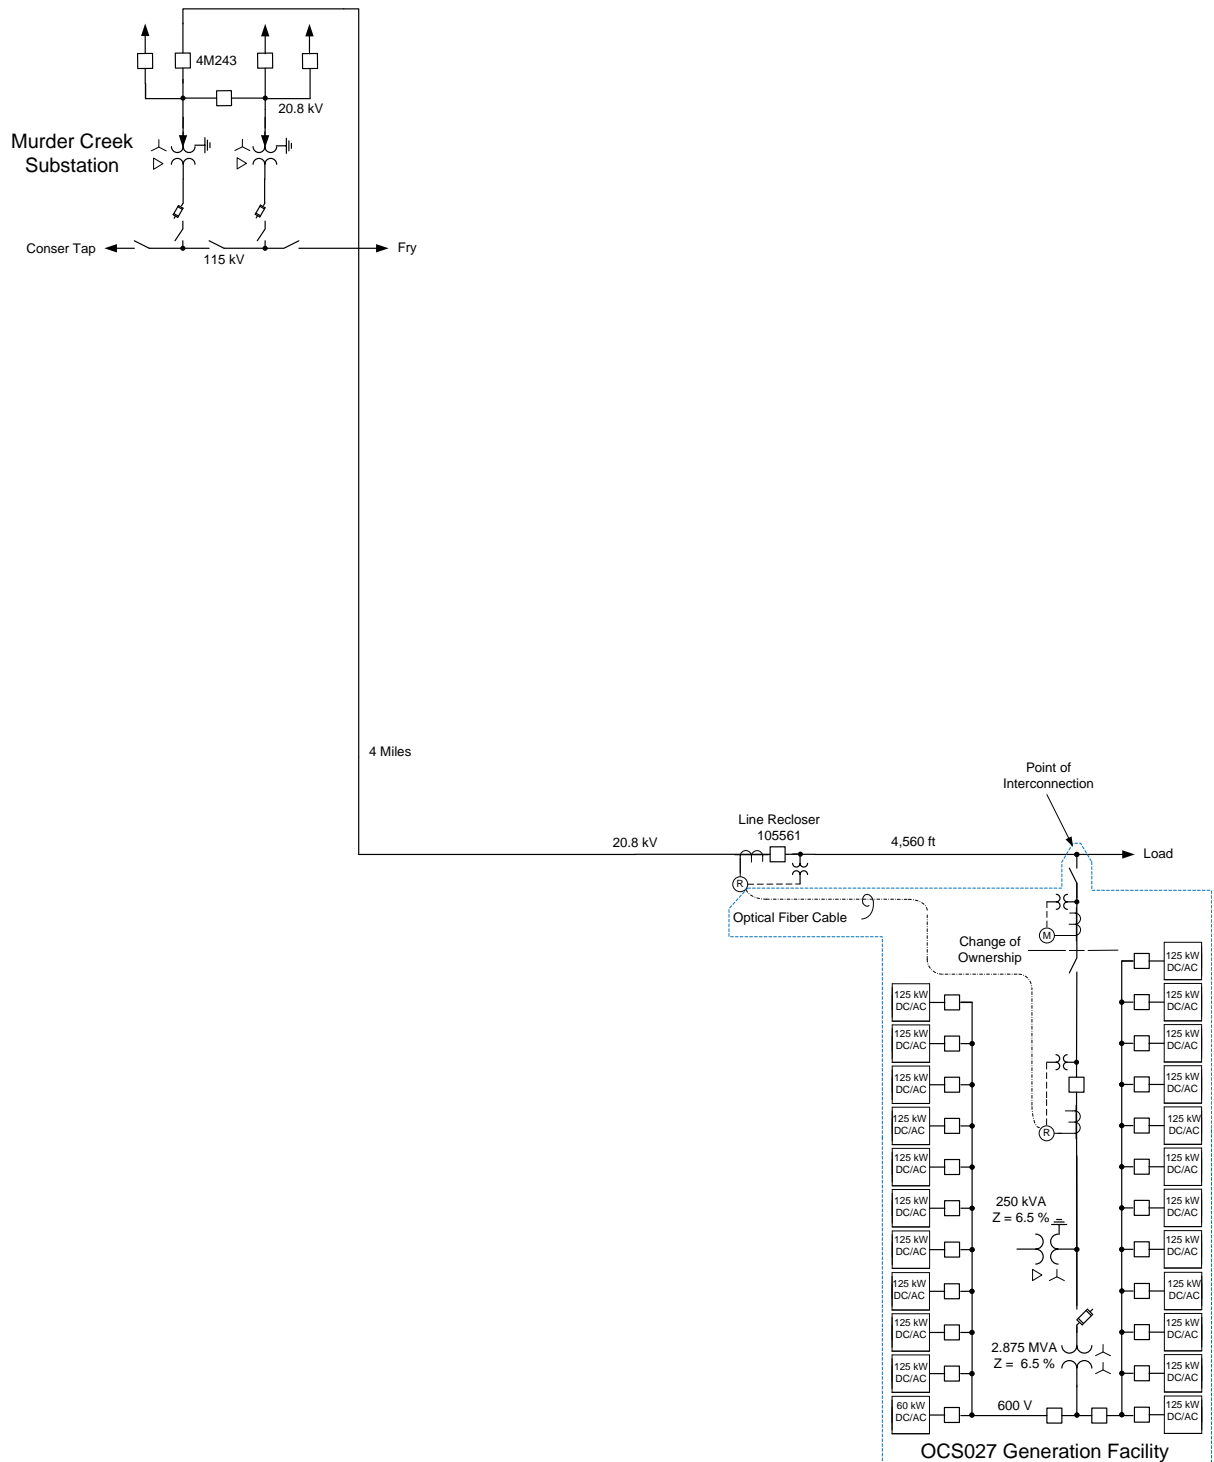 4M243
20.8 kV
Murder Creek
Substation
Conser Tap
115 kV
Fry
4 Miles
Point of
Interconnection
Line Recloser
105561
20.8 kV
4,560 ft
Load
R
Optical Fiber Cable
M
Change of
Ownership
125 kW
DC/AC
125 kW
DC/AC
125 kW
DC/AC
125 kW
DC/AC
125 kW
DC/AC
125 kW
DC/AC
125 kW
DC/AC
125 kW
DC/AC
125 kW
DC/AC
125 kW
DC/AC
125 kW
DC/AC
R
125 kW
DC/AC
125 kW
DC/AC
125 kW
DC/AC
250 kVA
Z = 6.5 %
125 kW
DC/AC
125 kW
DC/AC
125 kW
DC/AC
125 kW
DC/AC
125 kW
DC/AC
125 kW
DC/AC
2.875 MVA
Z = 6.5 %
125 kW
DC/AC
125 kW
DC/AC
60 kW
DC/AC
600 V
125 kW
DC/AC
OCS027 Generation Facility